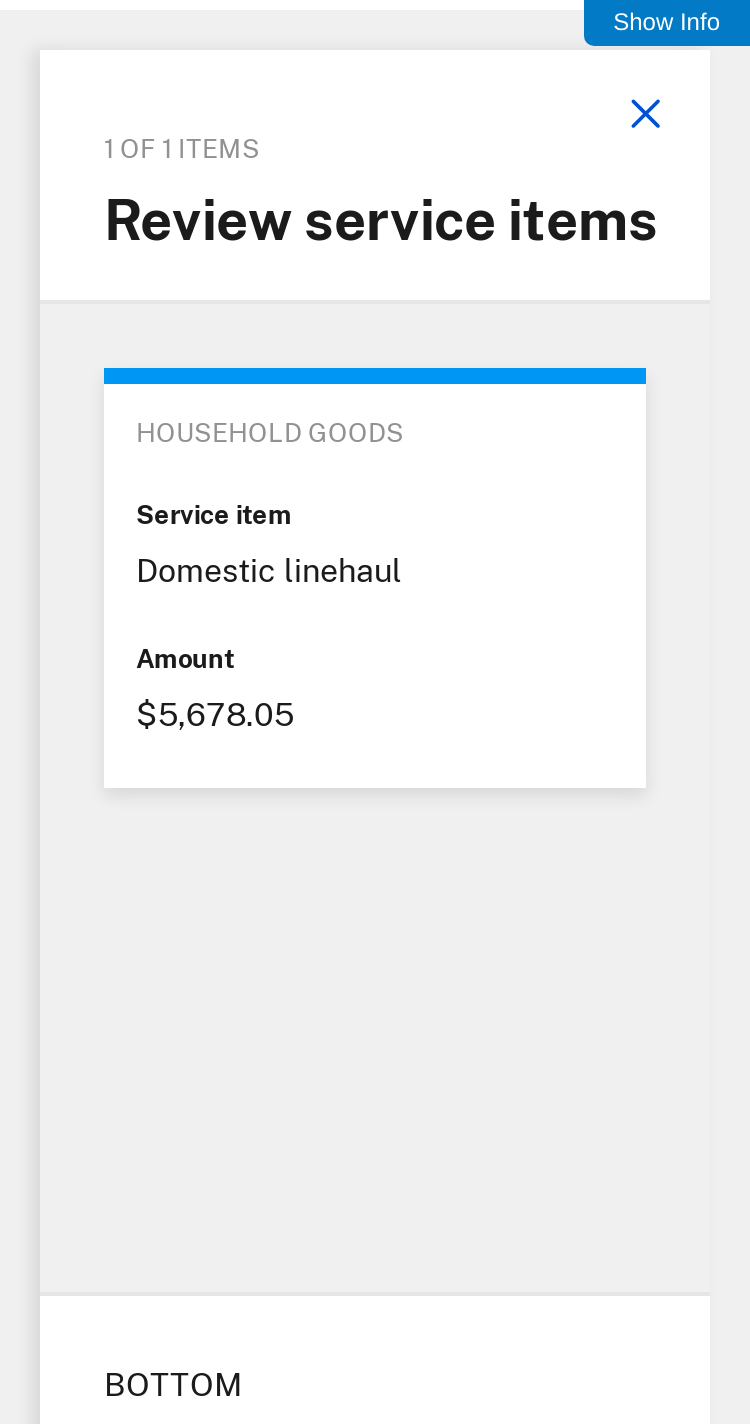 Show Info
1 OF 1 ITEMS
Review service items
HOUSEHOLD GOODS
Service item
Domestic linehaul
Amount
$5,678.05
BOTTOM